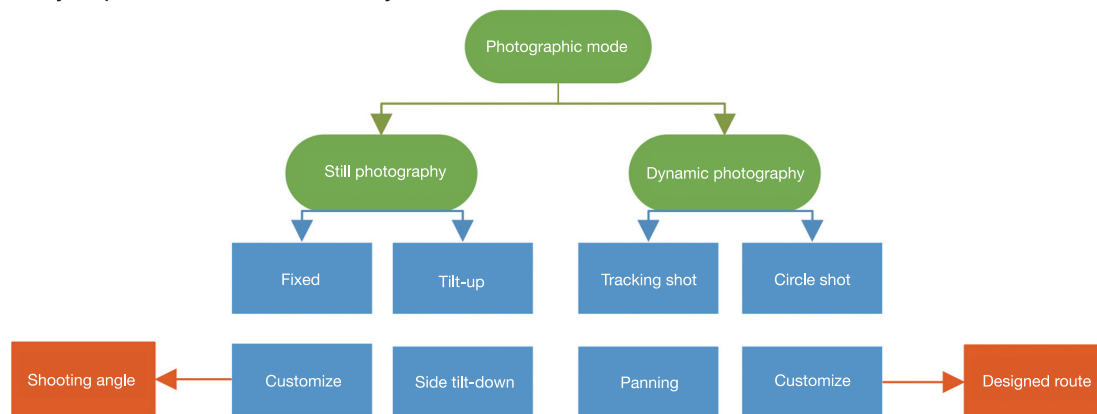 Photographic mode
Still photography
Dynamic photography
Fixed
Tilt-up
Tracking shot
Circle shot
Shooting angle
Customize
Side tilt-down
Panning
Customize
Designed route